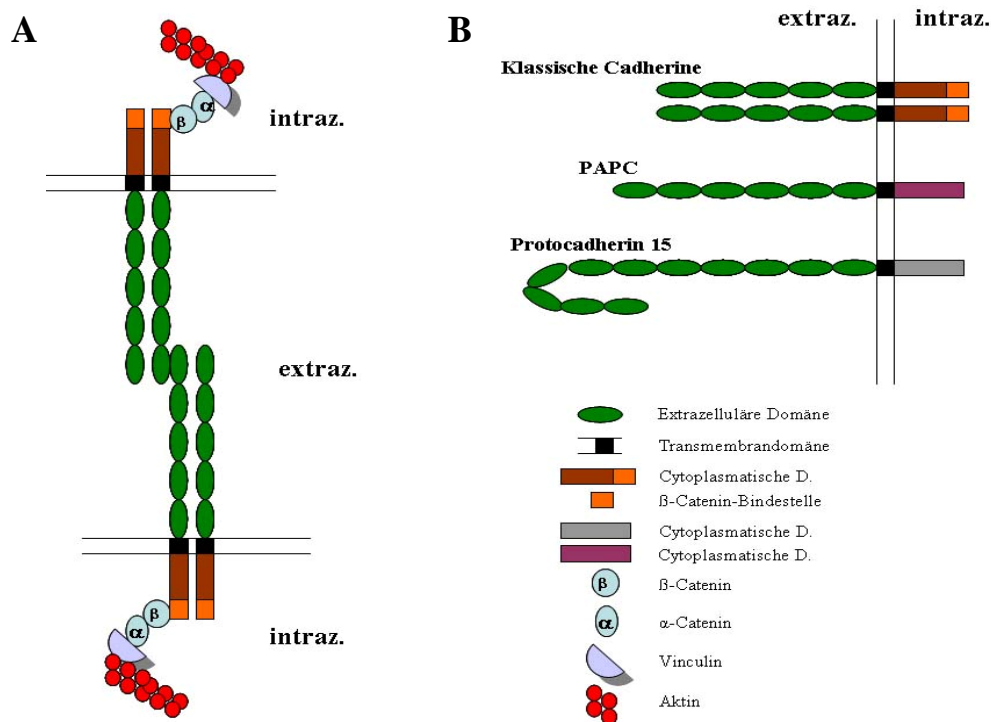 A
intraz.
α
β
extraz.
β
α
intraz.
B
extraz. intraz.
Klassische Cadherine
PAPC
Protocadherin 15
Extrazelluläre Domäne
Transmembrandomäne
Cytoplasmatische D.
ß-Catenin-Bindestelle
Cytoplasmatische D.
Cytoplasmatische D.
β ß-Catenin
α α-Catenin
Vinculin
Aktin